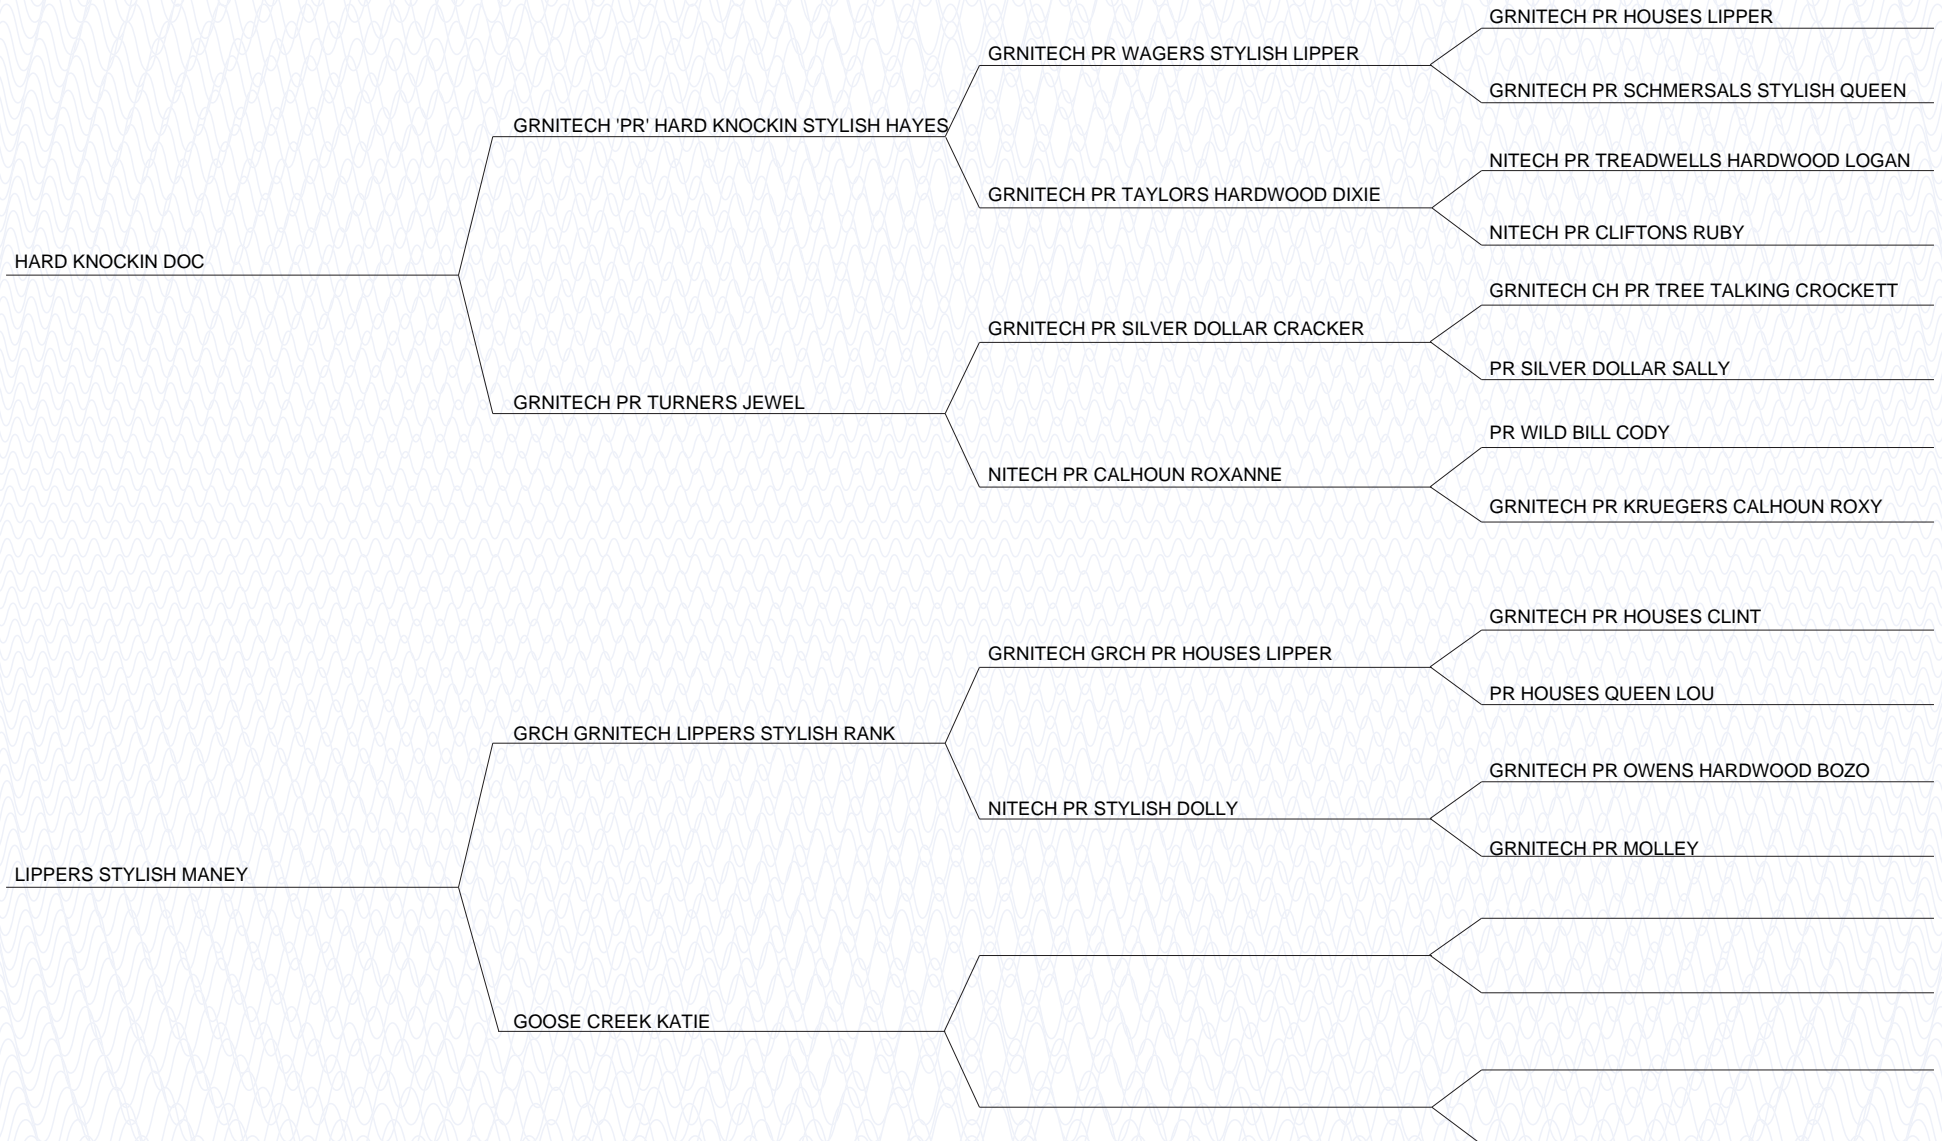 GRNITECH PR HOUSES LIPPER
GRNITECH PR WAGERS STYLISH LIPPER
GRNITECH PR SCHMERSALS STYLISH QUEEN
GRNITECH 'PR' HARD KNOCKIN STYLISH HAYES
NITECH PR TREADWELLS HARDWOOD LOGAN
GRNITECH PR TAYLORS HARDWOOD DIXIE
NITECH PR CLIFTONS RUBY
HARD KNOCKIN DOC
GRNITECH CH PR TREE TALKING CROCKETT
GRNITECH PR SILVER DOLLAR CRACKER
PR SILVER DOLLAR SALLY
GRNITECH PR TURNERS JEWEL
PR WILD BILL CODY
NITECH PR CALHOUN ROXANNE
GRNITECH PR KRUEGERS CALHOUN ROXY
GRNITECH PR HOUSES CLINT
GRNITECH GRCH PR HOUSES LIPPER
PR HOUSES QUEEN LOU
GRCH GRNITECH LIPPERS STYLISH RANK
GRNITECH PR OWENS HARDWOOD BOZO
NITECH PR STYLISH DOLLY
GRNITECH PR MOLLEY
LIPPERS STYLISH MANEY
GOOSE CREEK KATIE